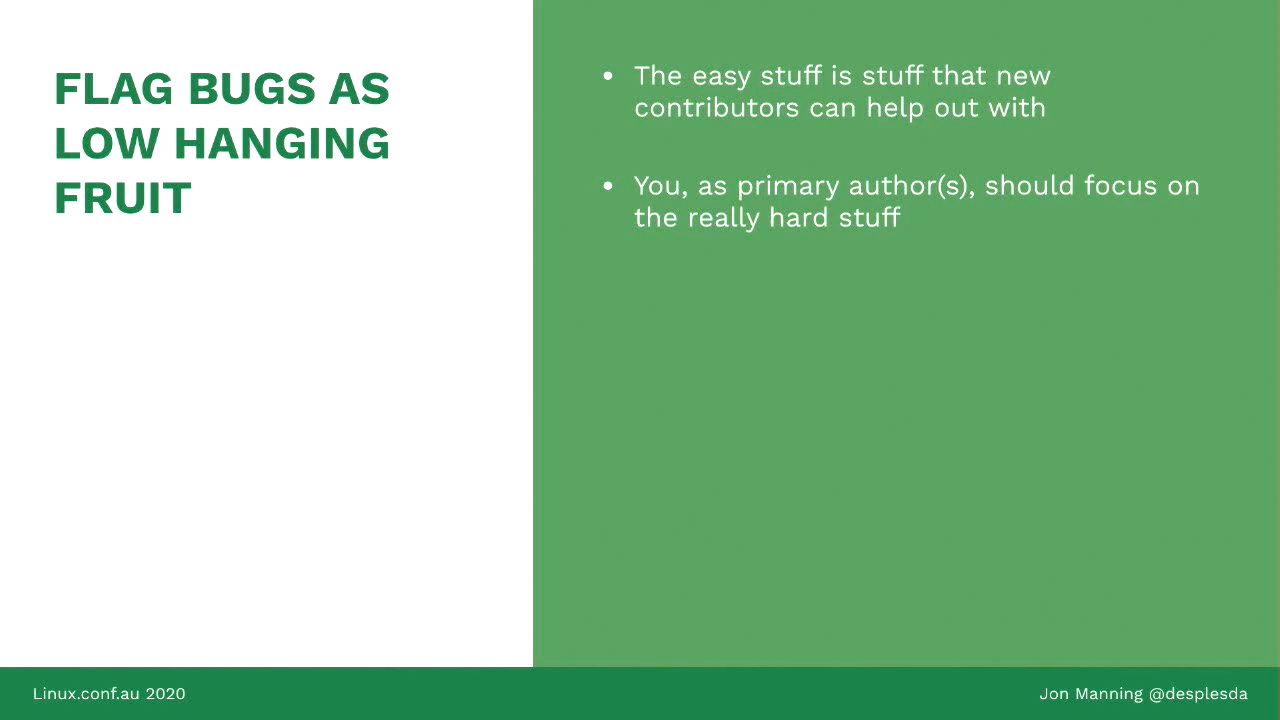 FLAG BUGS AS
LOW HANGING
FRUIT
• The easy stuff is stuff that new
contributors can help out with
• You, as primary author(s), should focus on
the really hard stuff
Linux.conf.au 2020
Jon Manning @desplesda